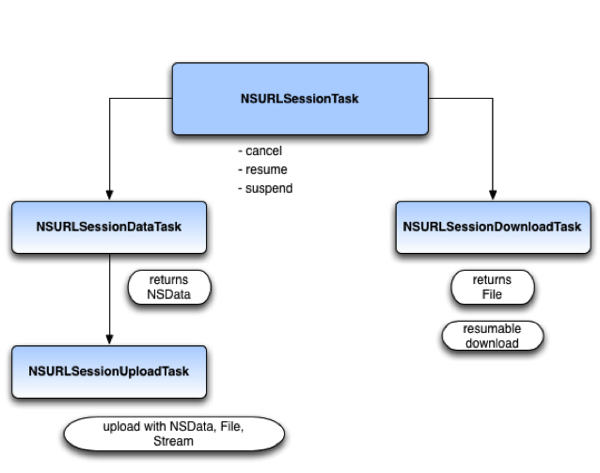 NSURLSessionTask
- cancel
- resume
- suspend
NSURLSessionDataTask
NSURLSessionDownloadTask
returns
NSData
returns
File
resumable
download
NSURLSessionUploadTask
upload with NSData, File,
Stream